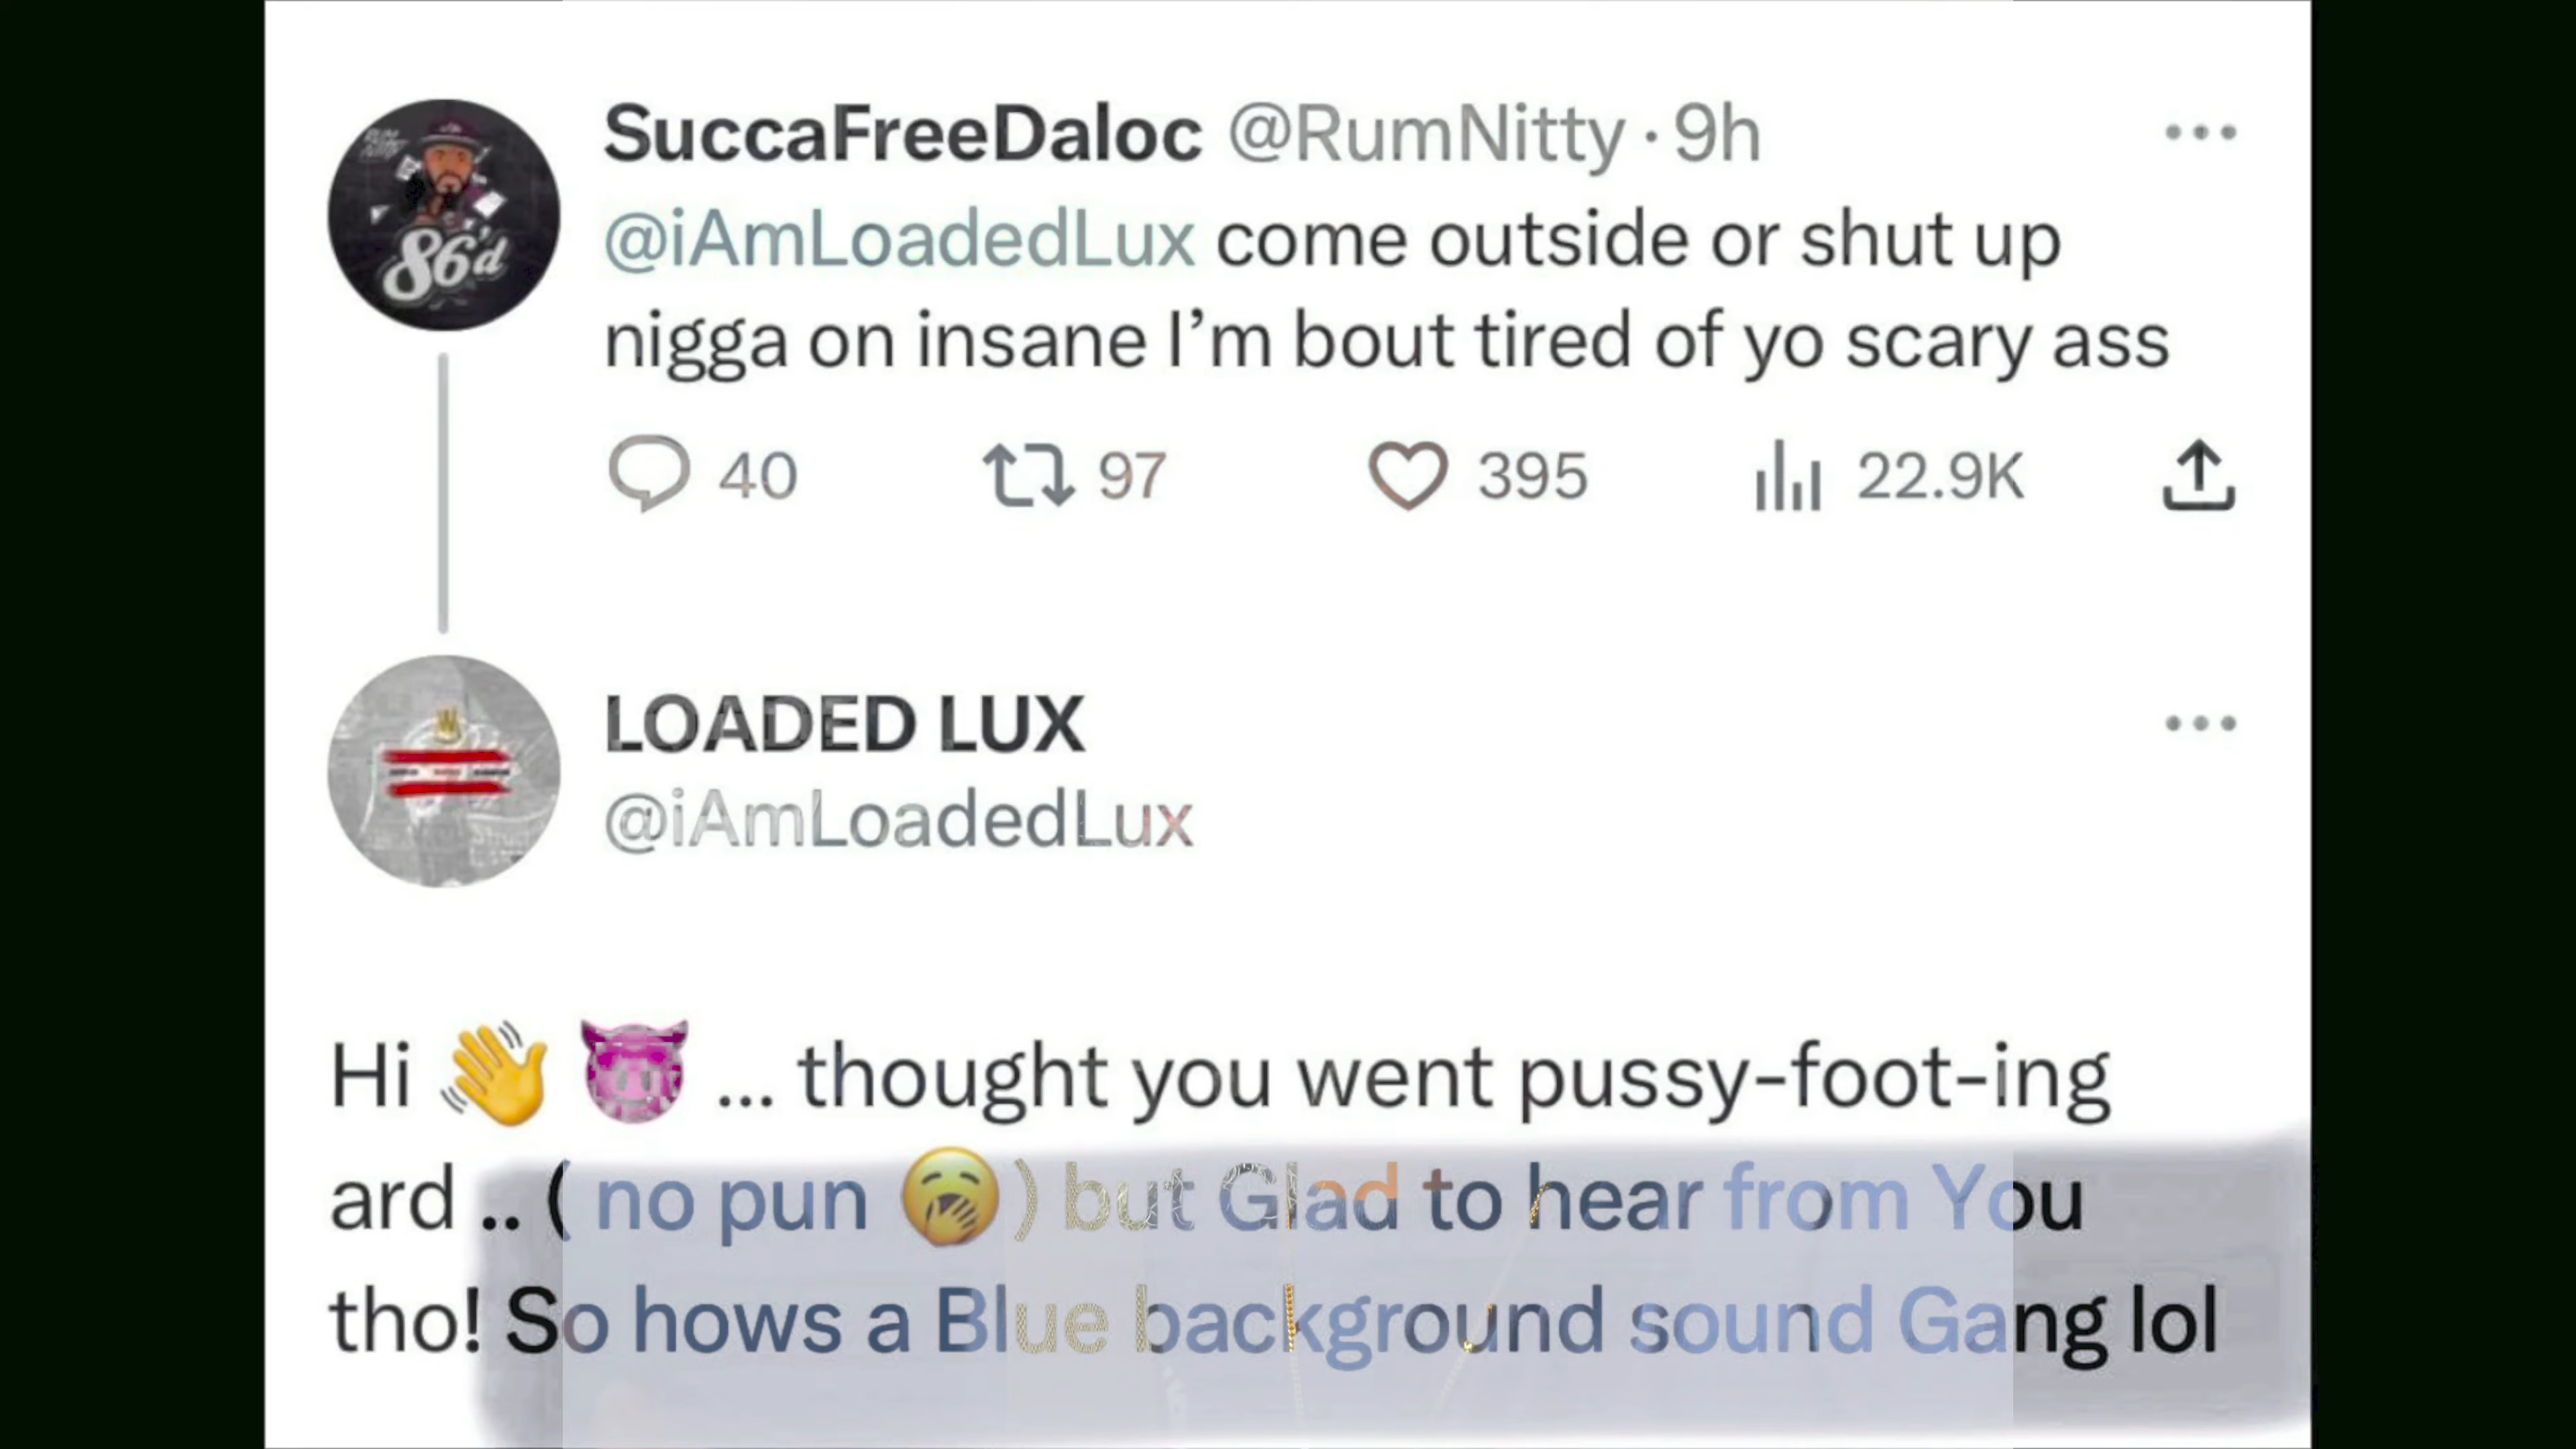 SuccaFreeDaloc @RumNitty · 9h
@iAmLoadedLux come outside or shut up
nigga on insane I'm bout tired of yo scary ass
40 97 395 22.9K
86'd
LOADED LUX
@iAmLoadedLux
Hi 👋 😈 ... thought you went pussy-foot-ing
ard .. ( no pun 🥱) but Glad to hear from You
tho! So hows a Blue background sound Gang lol